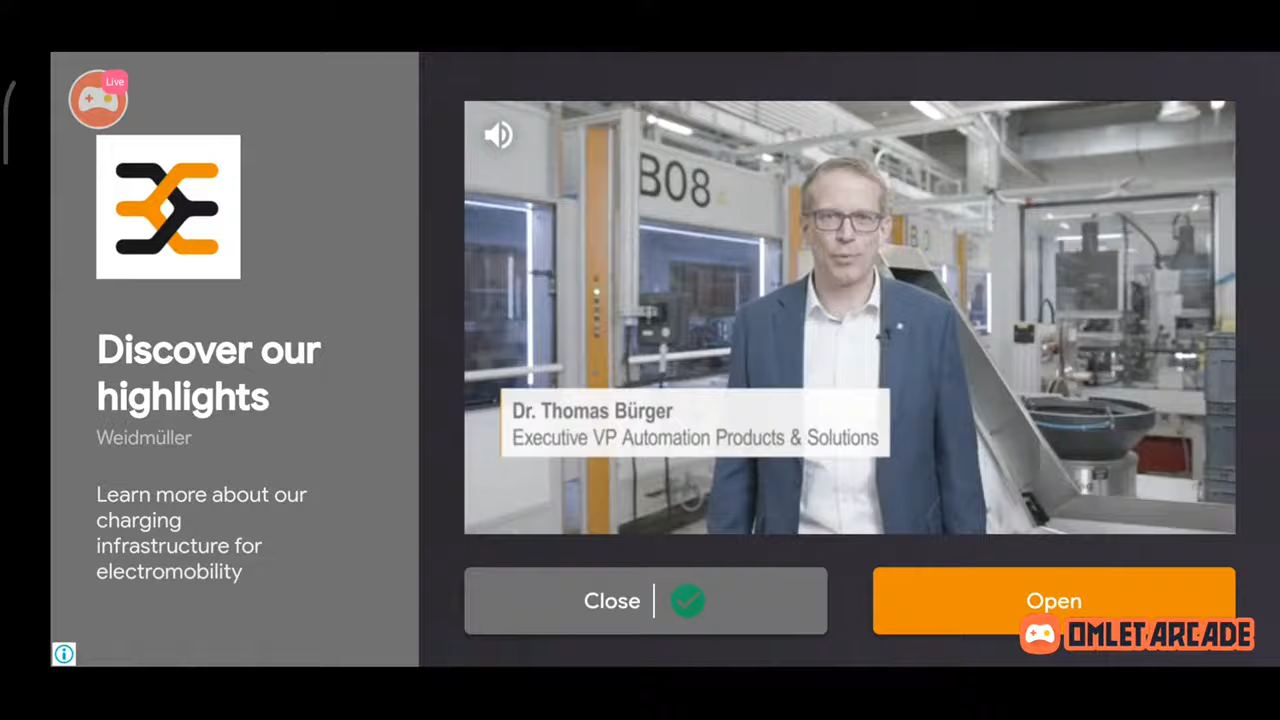 Live
Discover our
highlights
Weidmüller
Learn more about our
charging
infrastructure for
electromobility
B08
Dr. Thomas Bürger
Executive VP Automation Products & Solutions
Close
Open
OMLET ARCADE